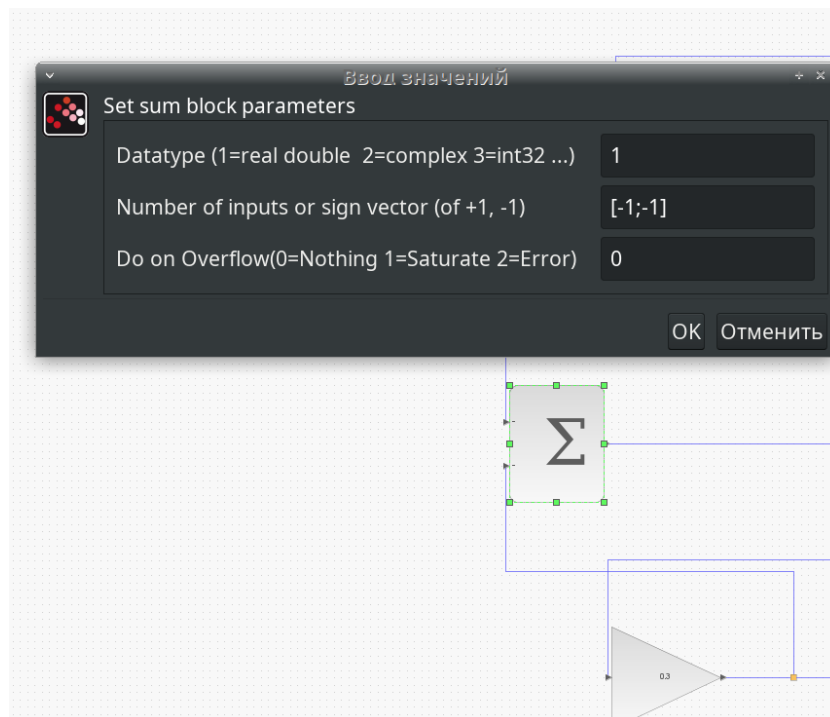 Ввод значений
Set sum block parameters
Datatype (1=real double 2=complex 3=int32 ...) 1
Number of inputs or sign vector (of +1, -1) [-1;-1]
Do on Overflow(0=Nothing 1=Saturate 2=Error) 0
OK Отменить
-
Σ
-
0.3